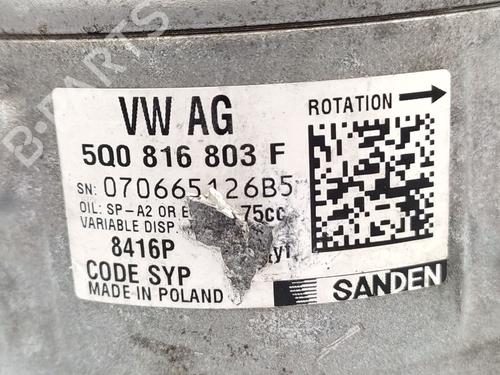 VW AG
ROTATION
5Q0 816 803 F
SN: 070665126B5
OIL: SP-A2 OR 75cc
VARIABLE DISP.
8416P
CODE SYP
MADE IN POLAND
SANDEN
B-PARTS